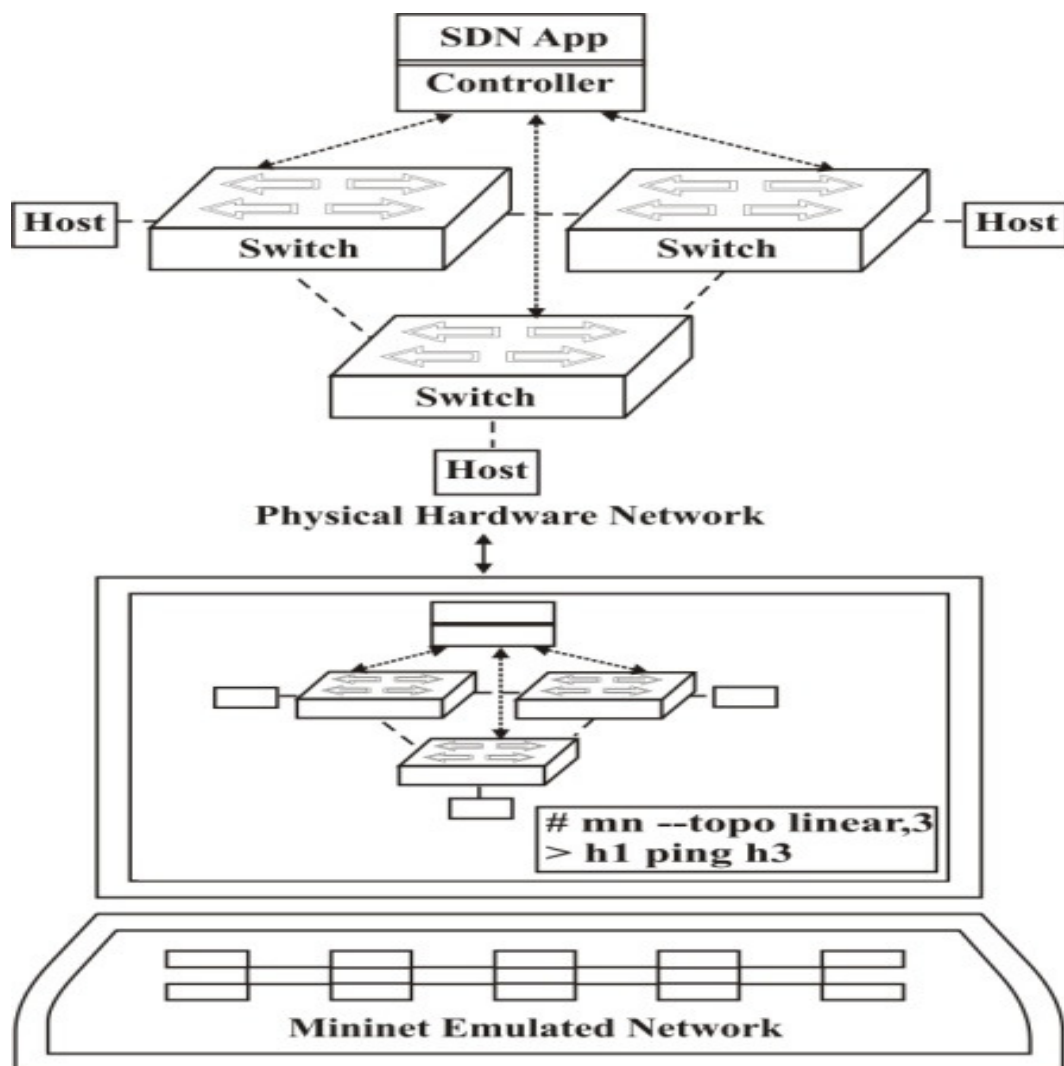 SDN App
Controller
Host
Switch
Switch
Host
Switch
Host
Physical Hardware Network
# mn --topo linear,3
> h1 ping h3
Mininet Emulated Network